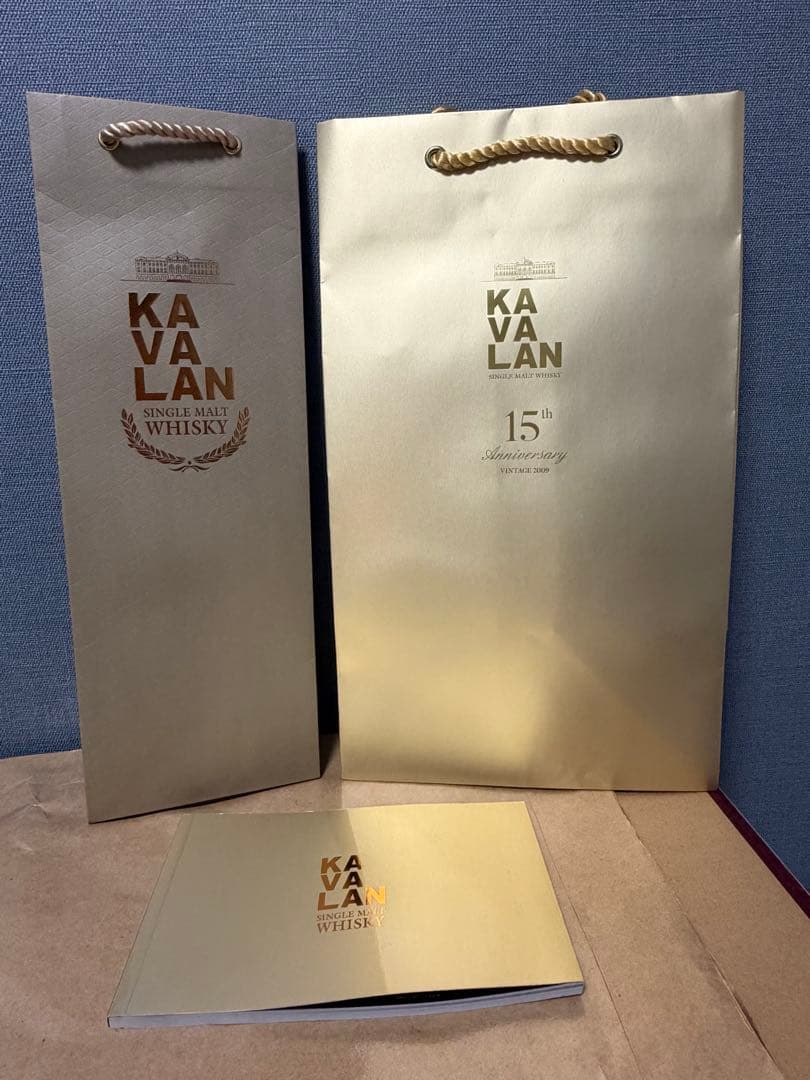 KA
VA
LAN
SINGLE MALT
WHISKY
KA
VA
LAN
SINGLE MALT WHISKY
15th
Anniversary
VINTAGE 2009
KA
VA
LAN
SINGLE MALT
WHISKY